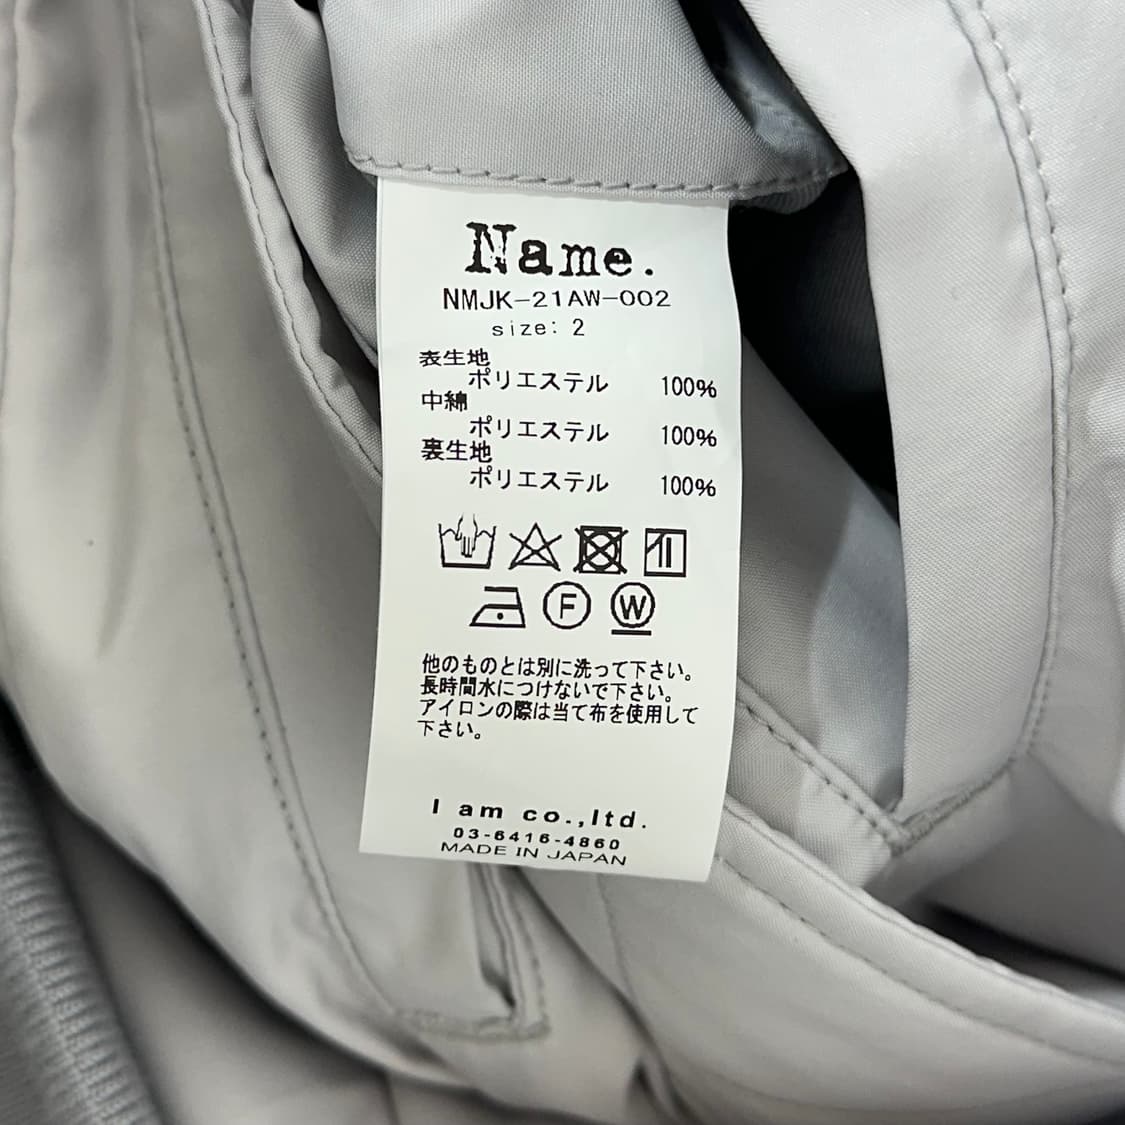 Name.
NMJK-21AW-002
size: 2
表生地
ポリエステル 100%
中綿
ポリエステル 100%
裏生地
ポリエステル 100%
F W
他のものとは別に洗って下さい。
長時間水につけないで下さい。
アイロンの際は当て布を使用して
下さい。
I am co.,ltd.
03-6416-4860
MADE IN JAPAN